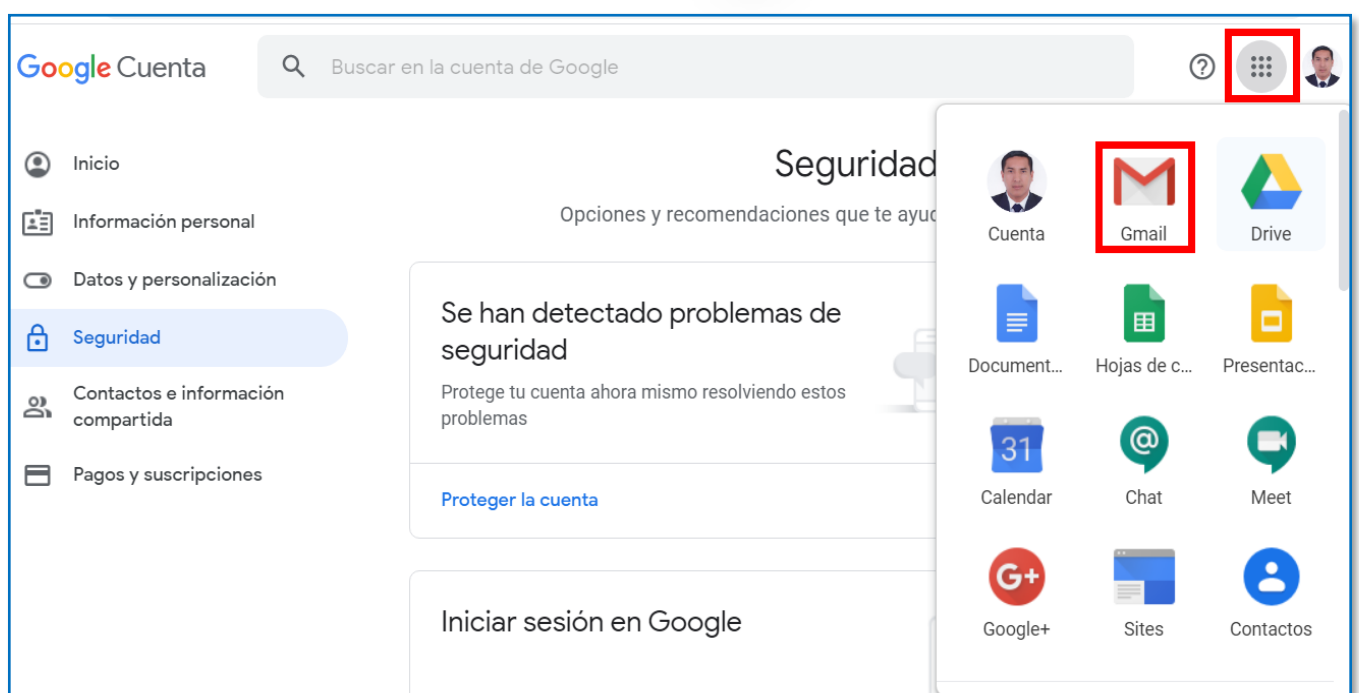 Google Cuenta
Buscar en la cuenta de Google
Inicio
Información personal
Datos y personalización
Seguridad
Contactos e información
compartida
Pagos y suscripciones
Seguridad
Opciones y recomendaciones que te ayud
Se han detectado problemas de
seguridad
Protege tu cuenta ahora mismo resolviendo estos
problemas
Proteger la cuenta
Iniciar sesión en Google
Cuenta
Gmail
Drive
Document...
Hojas de c...
Presentac...
31
Calendar
Chat
Meet
G+
Google+
Sites
Contactos